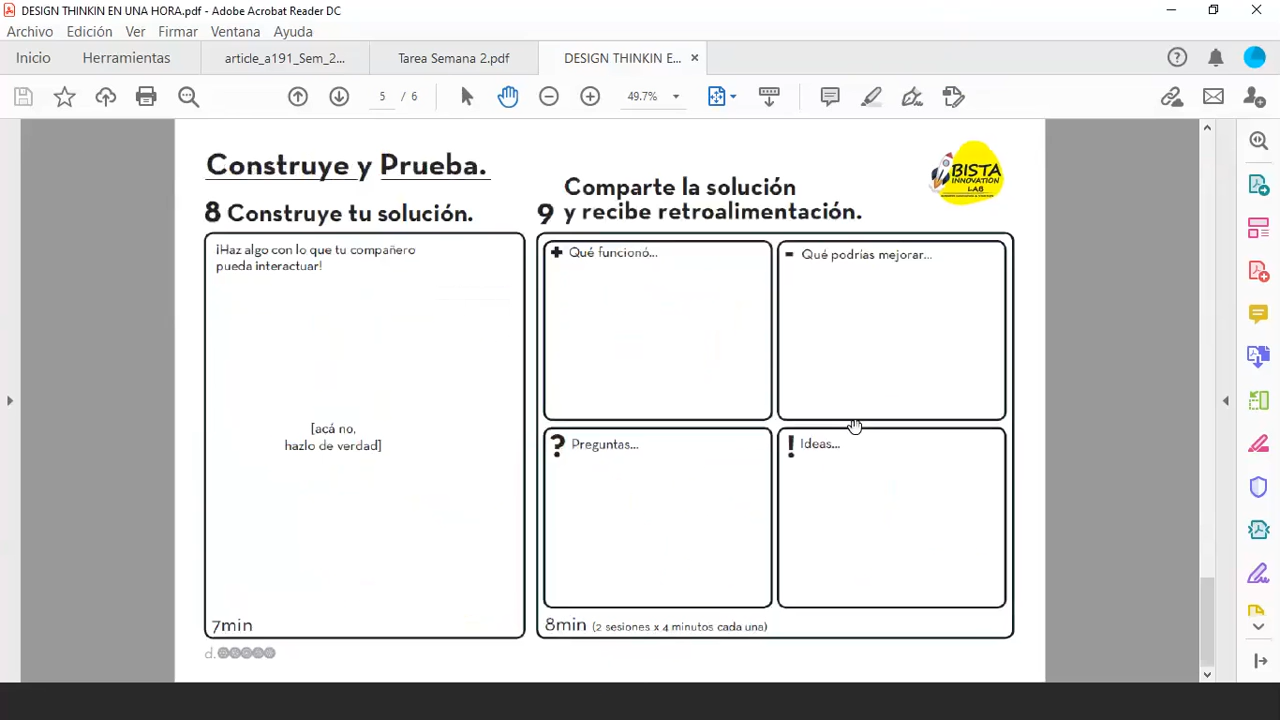 DESIGN THINKIN EN UNA HORA.pdf - Adobe Acrobat Reader DC
Archivo Edición Ver Firmar Ventana Ayuda
Inicio Herramientas article_a191_Sem_2... Tarea Semana 2.pdf DESIGN THINKIN E... ×
5 / 6 49.7%
Construye y Prueba.
BISTA
INNOVATION
LAB
8 Construye tu solución.
9 Comparte la solución
y recibe retroalimentación.
¡Haz algo con lo que tu compañero
pueda interactuar!
[acá no,
hazlo de verdad]
7min
+ Qué funcionó...
- Qué podrías mejorar...
? Preguntas...
! Ideas...
8min (2 sesiones x 4 minutos cada una)
d.